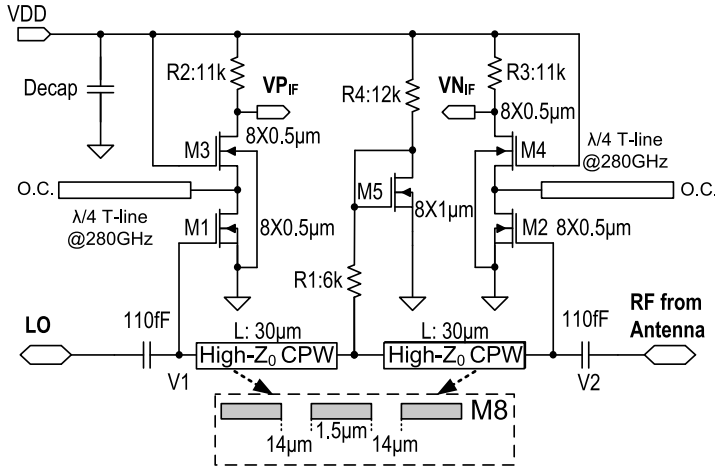 VDD
Decap
R2:11k
VP_IF
R4:12k
VN_IF
R3:11k
8X0.5µm
8X0.5µm
M3
M4
λ/4 T-line
@280GHz
O.C.
O.C.
λ/4 T-line
@280GHz
M1
8X0.5µm
M5
8X1µm
M2
8X0.5µm
R1:6k
LO
110fF
L: 30µm
L: 30µm
110fF
RF from
Antenna
High-Z₀ CPW
High-Z₀ CPW
V1
V2
M8
14µm
1.5µm
14µm